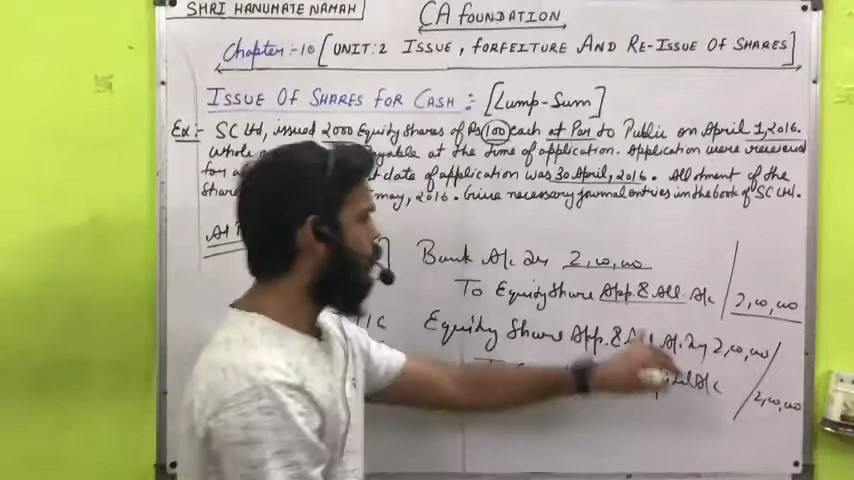 SHRI HANUMATE NAMAH
CA FOUNDATION
Chapter:-10 [UNIT:2 ISSUE, FORFEITURE AND RE-ISSUE OF SHARES]
ISSUE OF SHARES FOR CASH:- [Lump-Sum]
Ex:- SC Ltd, issued 2000 Equity Shares of Rs 100 each at Par to Public on April 1, 2016.
Whole payable at the time of application. Application were received
for date of application was 30 April, 2016. Allotment of the
Shares may, 2016. Give necessary journal entries in the book of SC Ltd.
Bank A/c Dr 2,00,000
To Equity Share App. & All. A/c 2,00,000
Equity Share App. & A/c Dr 2,00,000
A/c 2,00,000